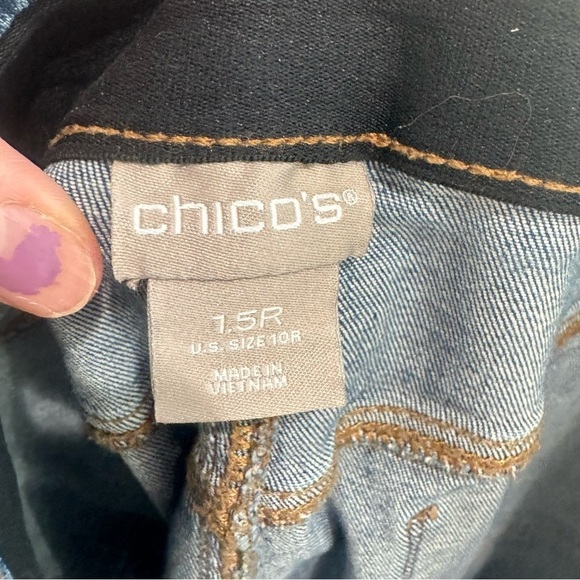 chico's®
1.5R
U.S. SIZE 10R
MADE IN
VIETNAM